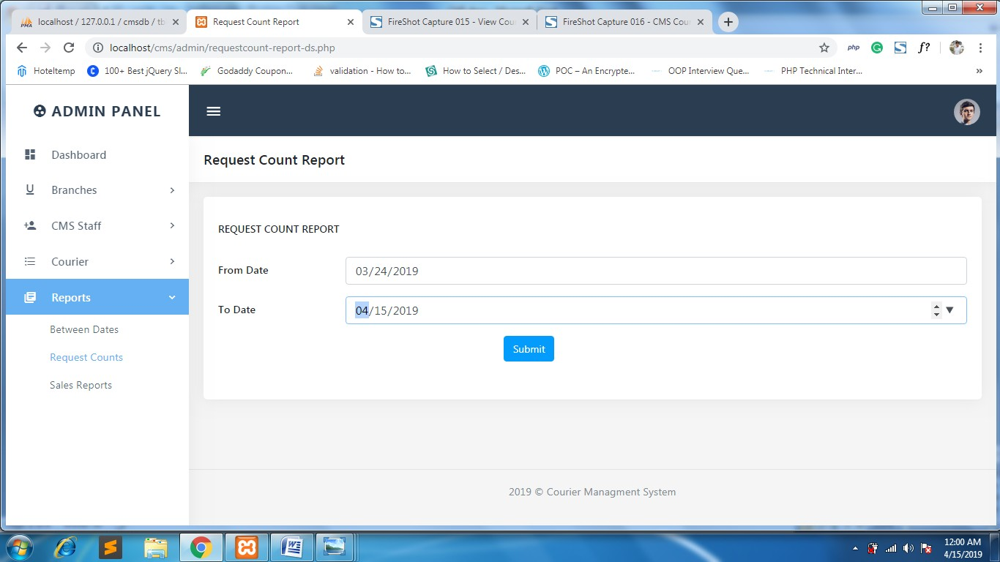 localhost / 127.0.0.1 / cmsdb / tb
Request Count Report
FireShot Capture 015 - View Cou
FireShot Capture 016 - CMS Cour
localhost/cms/admin/requestcount-report-ds.php
php
f?
Hoteltemp
100+ Best jQuery Sl...
Godaddy Coupon...
validation - How to...
How to Select / Des...
POC – An Encrypte...
OOP Interview Que...
PHP Technical Inter...
»
ADMIN PANEL
Dashboard
Branches
CMS Staff
Courier
Reports
Between Dates
Request Counts
Sales Reports
Request Count Report
REQUEST COUNT REPORT
From Date
03/24/2019
To Date
04/15/2019
Submit
2019 © Courier Managment System
12:00 AM
4/15/2019